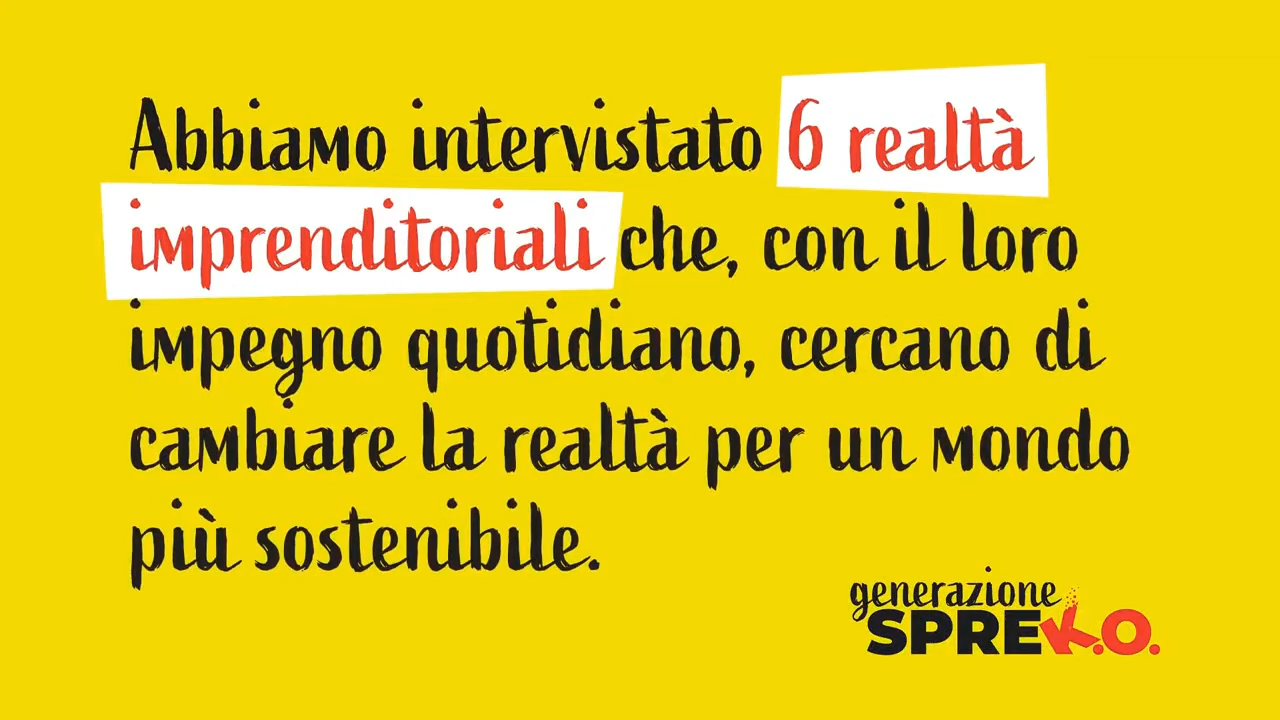 Abbiamo intervistato 6 realtà
imprenditoriali che, con il loro
impegno quotidiano, cercano di
cambiare la realtà per un mondo
più sostenibile.
generazione
SPREK.O.